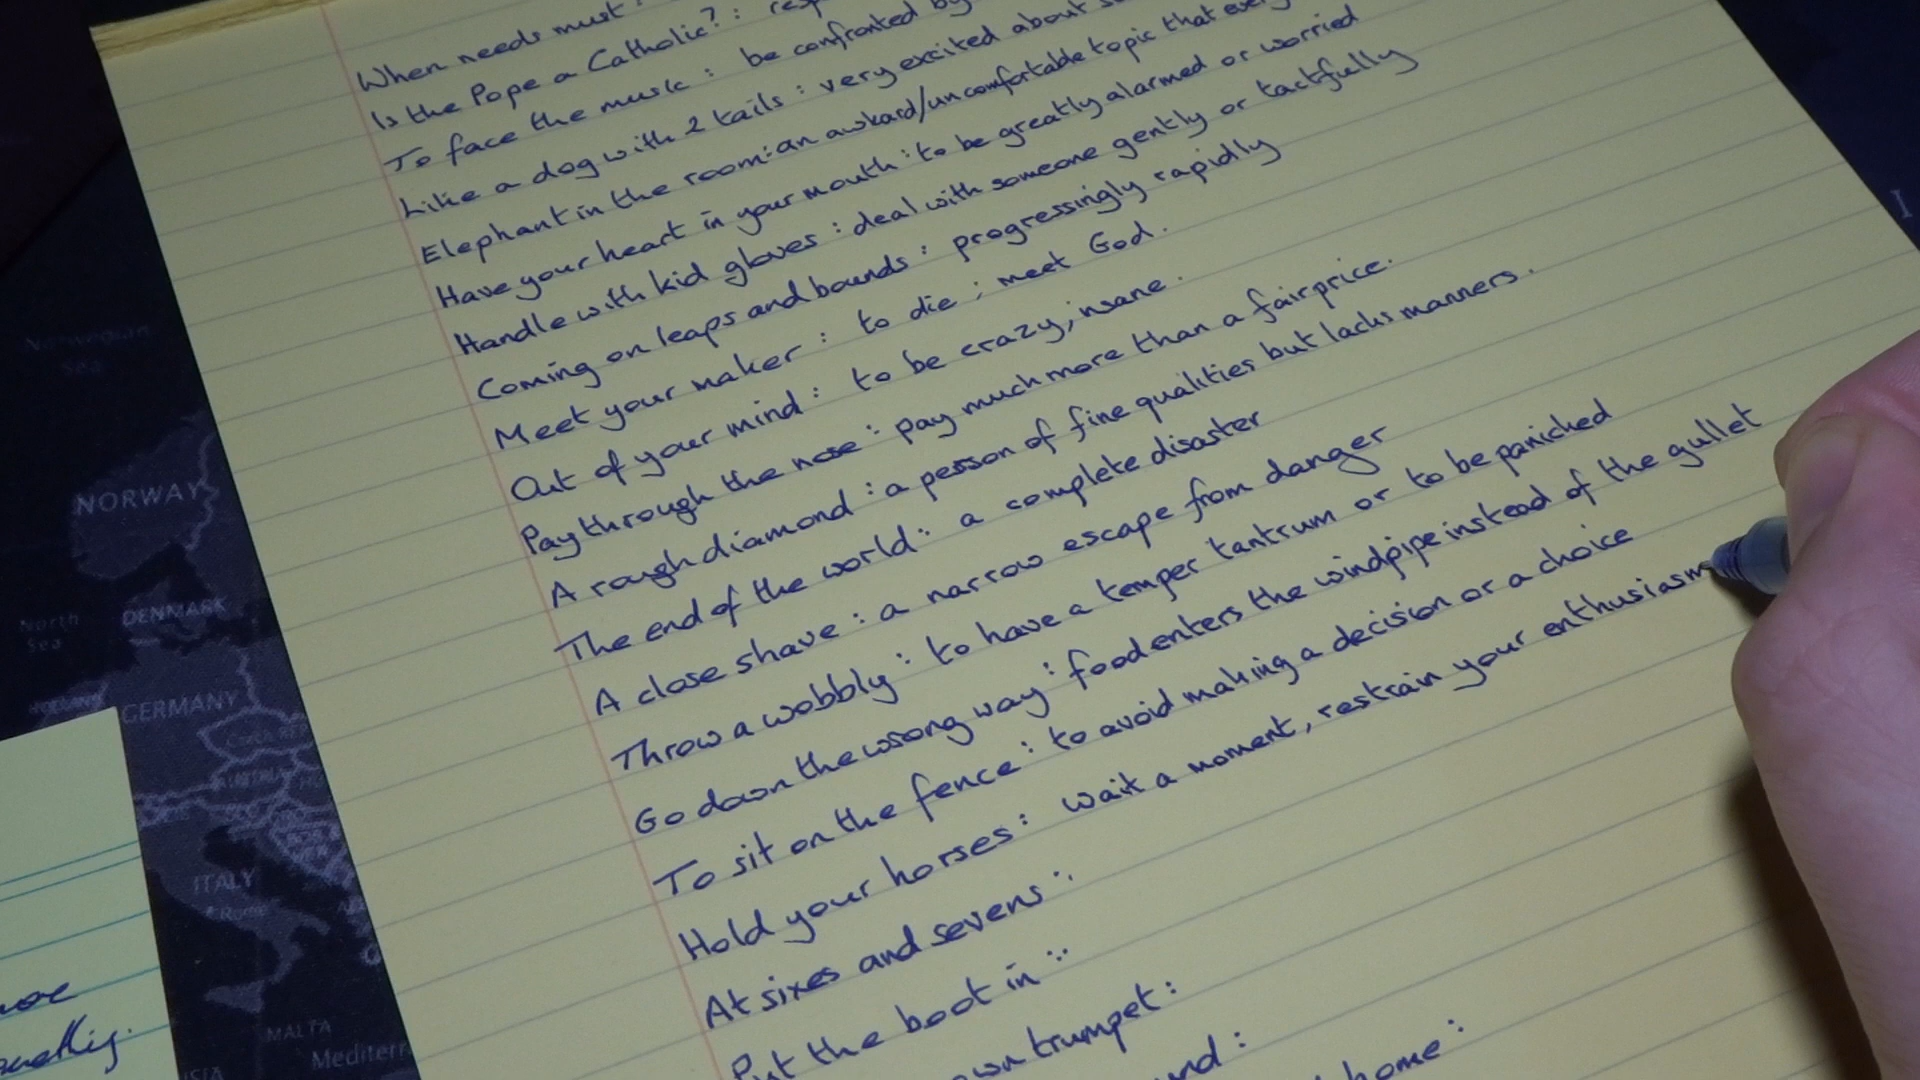 When needs must :
Is the Pope a Catholic? :
To face the music : be confronted by
Like a dog with 2 tails : very excited about
Elephant in the room : an awkard/uncomfortable topic that
Have your heart in your mouth : to be greatly alarmed or worried
Handle with kid gloves : deal with someone gently or tactfully
Coming on leaps and bounds : progressingly rapidly
Meet your maker : to die ; meet God.
Out of your mind : to be crazy, insane.
Pay through the nose : pay much more than a fair price.
A rough diamond : a person of fine qualities but lacks manners.
The end of the world : a complete disaster
A close shave : a narrow escape from danger
Throw a wobbly : to have a temper tantrum or to be panicked
Go down the wrong way : food enters the windpipe instead of the gullet
To sit on the fence : to avoid making a decision or a choice
Hold your horses : wait a moment, restrain your enthusiasm
At sixes and sevens :
Put the boot in :
own trumpet :
home :
NORWAY
North
Sea
DENMARK
GERMANY
ITALY
Rome
MALTA